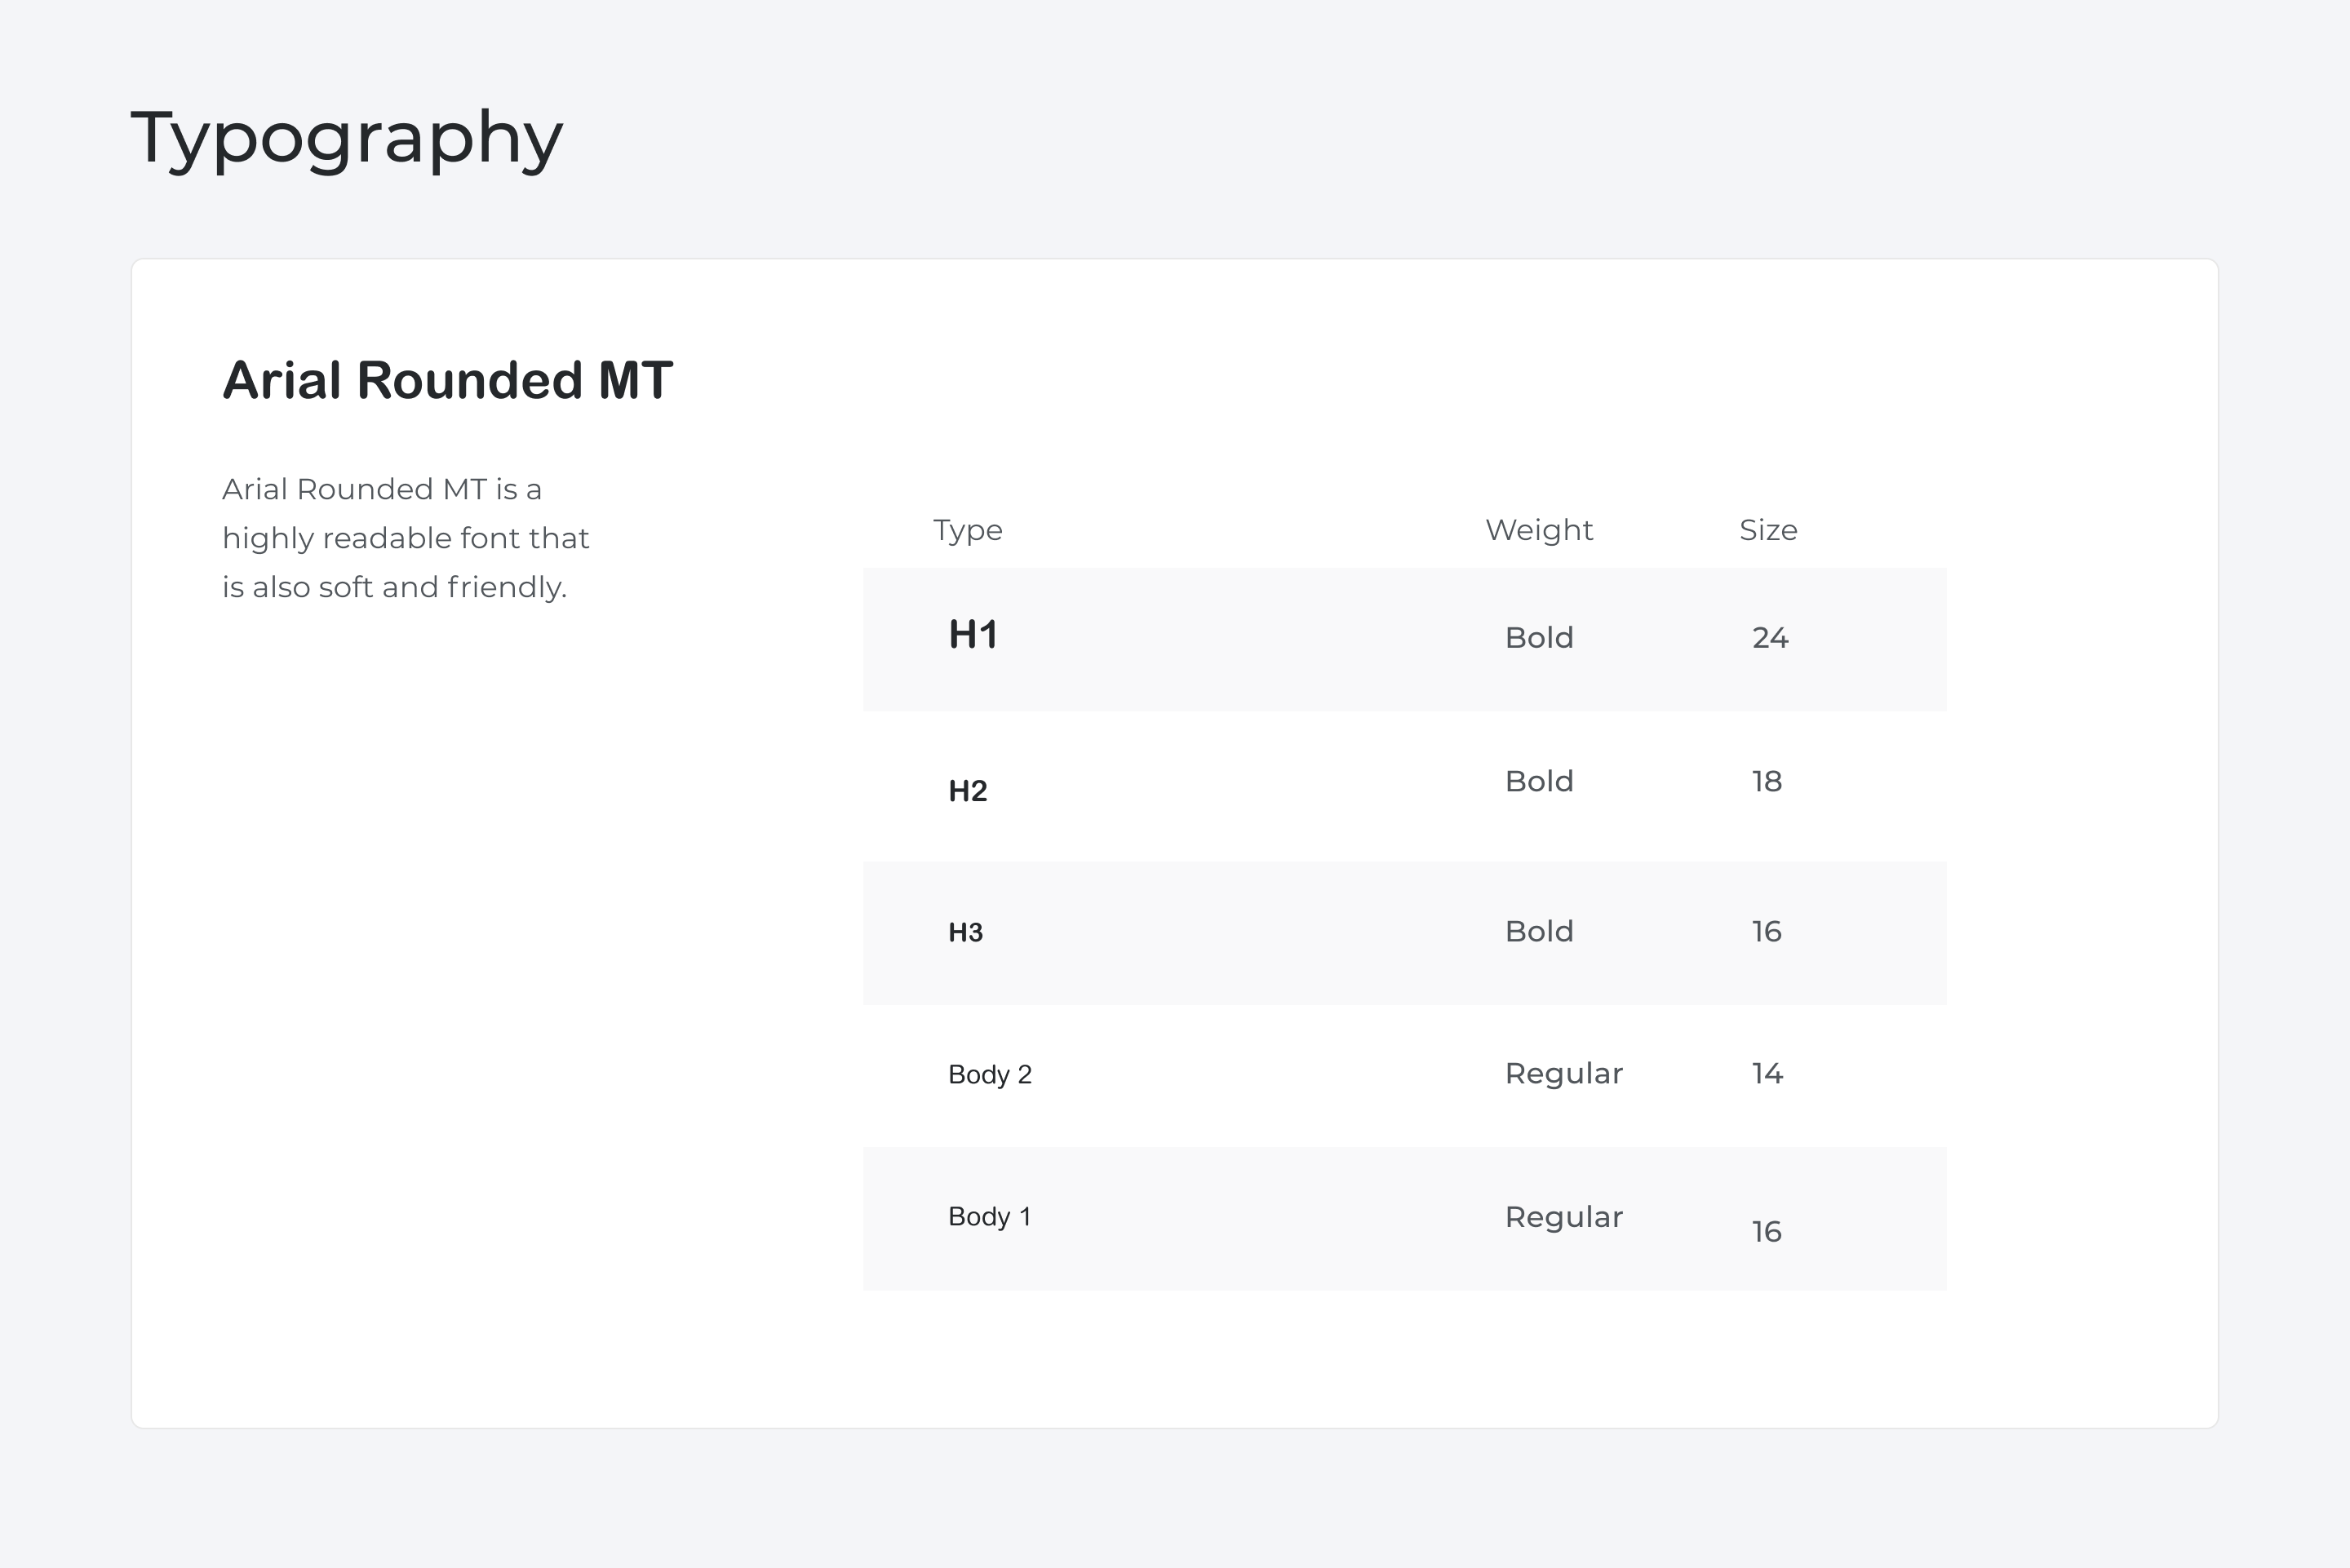 Typography
Arial Rounded MT
Arial Rounded MT is a
highly readable font that
is also soft and friendly.
Type Weight Size
H1 Bold 24
H2 Bold 18
H3 Bold 16
Body 2 Regular 14
Body 1 Regular 16